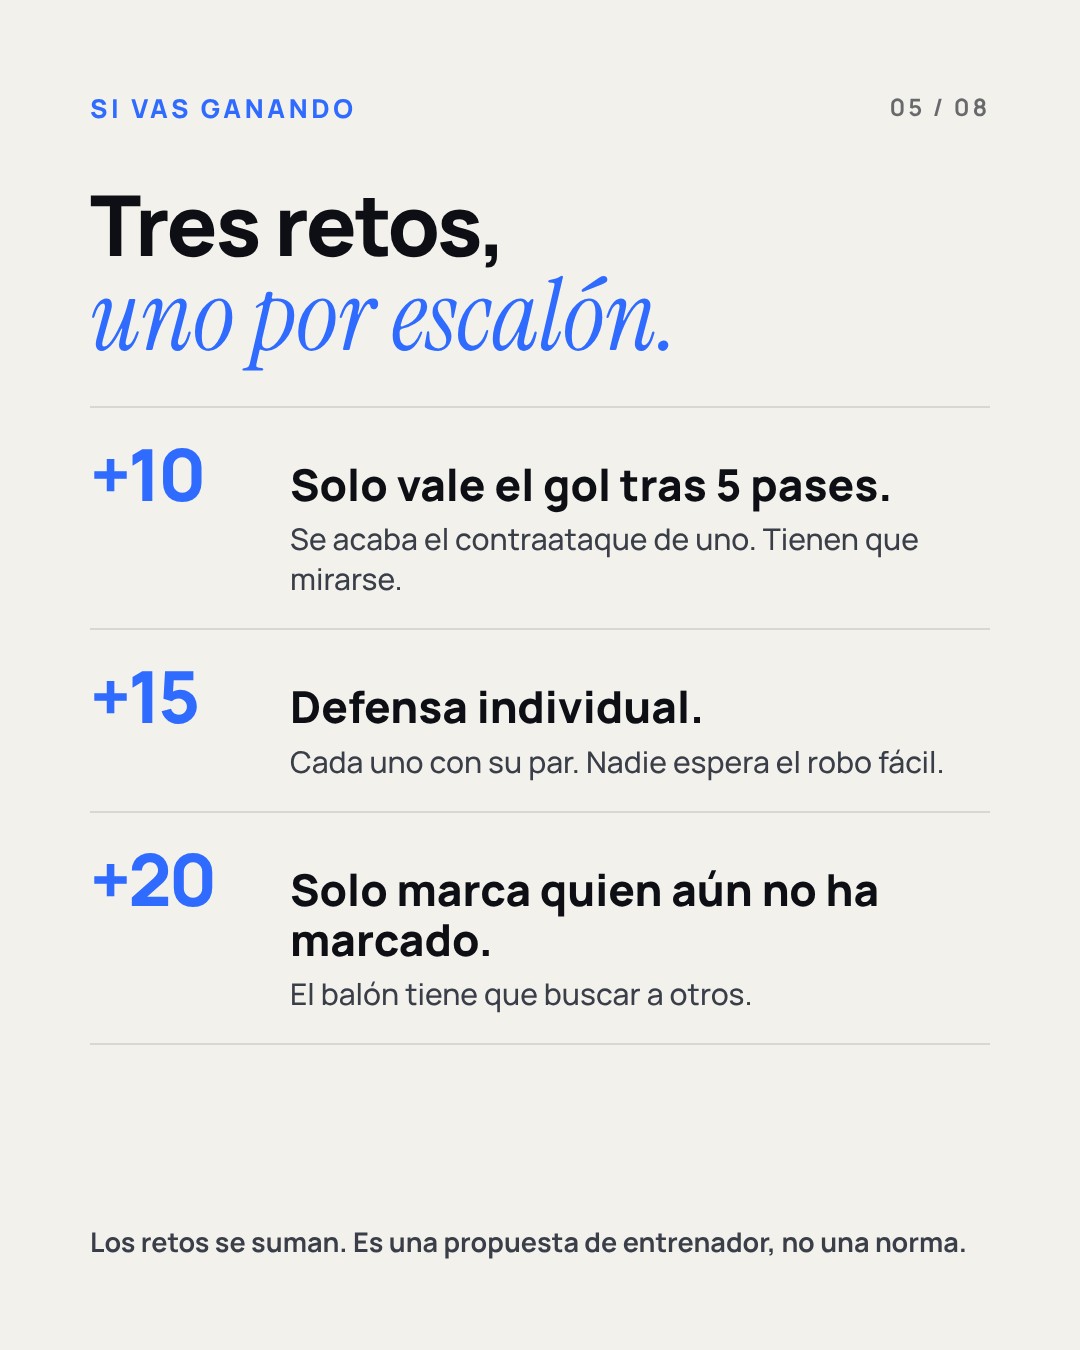 SI VAS GANANDO
05 / 08
Tres retos,
uno por escalón.
+10
Solo vale el gol tras 5 pases.
Se acaba el contraataque de uno. Tienen que
mirarse.
+15
Defensa individual.
Cada uno con su par. Nadie espera el robo fácil.
+20
Solo marca quien aún no ha
marcado.
El balón tiene que buscar a otros.
Los retos se suman. Es una propuesta de entrenador, no una norma.